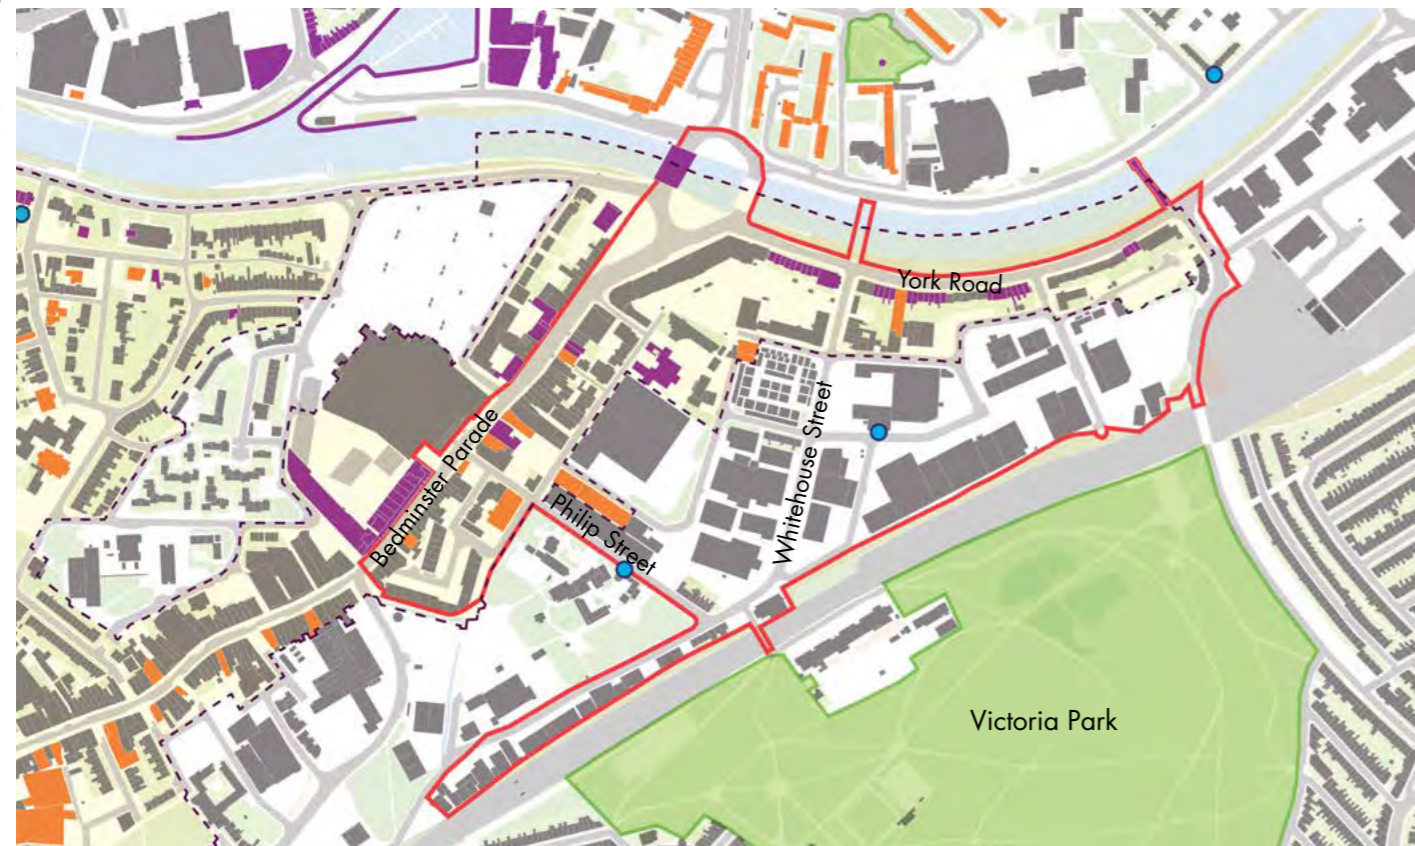 York Road
Bedminster Parade
Whitehouse Street
Philip Street
Victoria Park